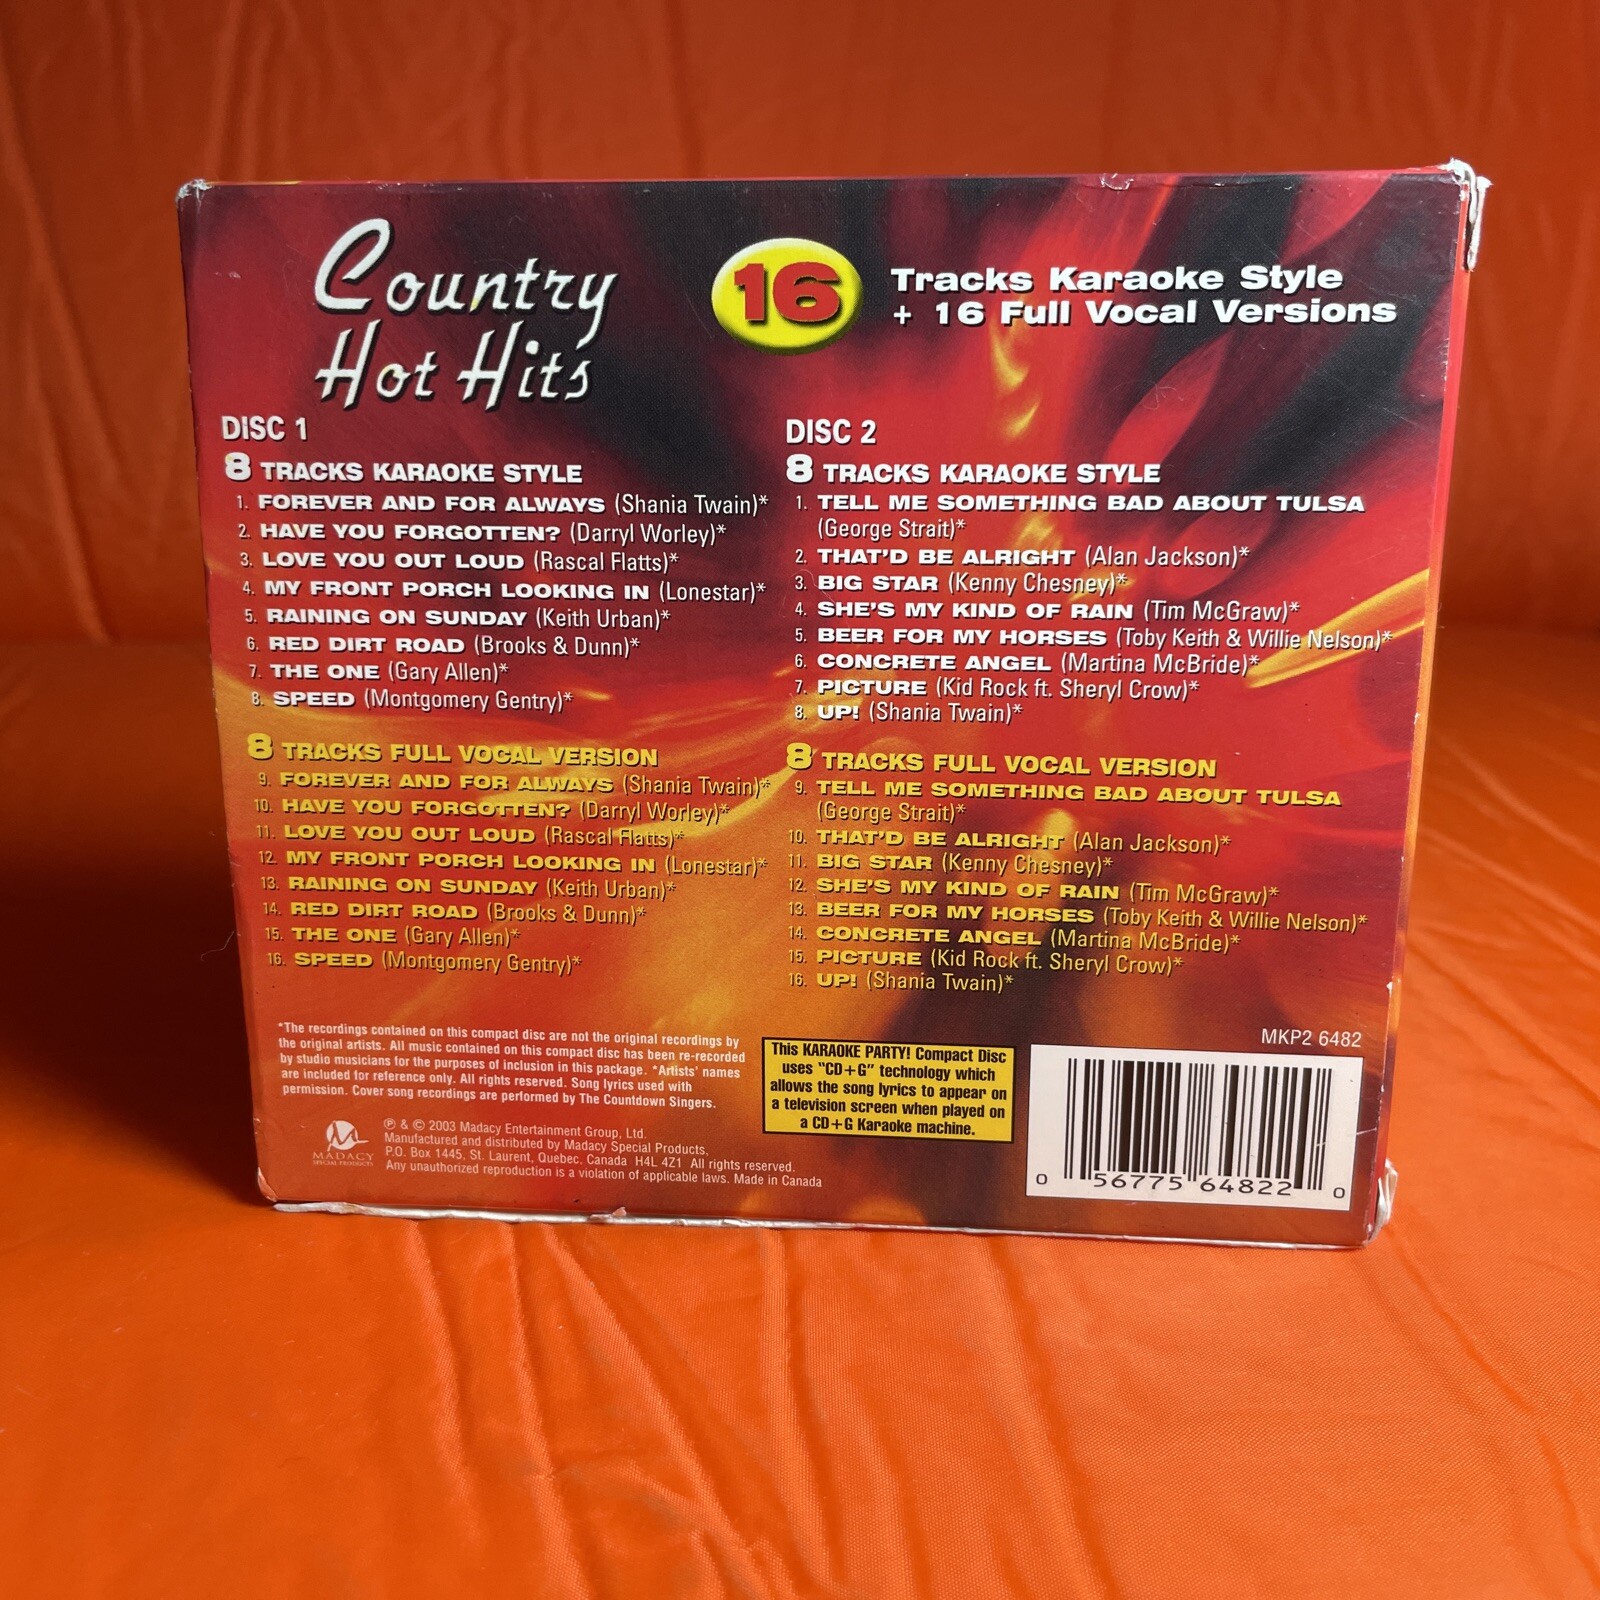 Country
Hot Hits
16
Tracks Karaoke Style
+ 16 Full Vocal Versions
DISC 1
8 TRACKS KARAOKE STYLE
1. FOREVER AND FOR ALWAYS (Shania Twain)*
2. HAVE YOU FORGOTTEN? (Darryl Worley)*
3. LOVE YOU OUT LOUD (Rascal Flatts)*
4. MY FRONT PORCH LOOKING IN (Lonestar)*
5. RAINING ON SUNDAY (Keith Urban)*
6. RED DIRT ROAD (Brooks & Dunn)*
7. THE ONE (Gary Allen)*
8. SPEED (Montgomery Gentry)*
8 TRACKS FULL VOCAL VERSION
9. FOREVER AND FOR ALWAYS (Shania Twain)*
10. HAVE YOU FORGOTTEN? (Darryl Worley)*
11. LOVE YOU OUT LOUD (Rascal Flatts)*
12. MY FRONT PORCH LOOKING IN (Lonestar)*
13. RAINING ON SUNDAY (Keith Urban)*
14. RED DIRT ROAD (Brooks & Dunn)*
15. THE ONE (Gary Allen)*
16. SPEED (Montgomery Gentry)*
DISC 2
8 TRACKS KARAOKE STYLE
1. TELL ME SOMETHING BAD ABOUT TULSA
(George Strait)*
2. THAT'D BE ALRIGHT (Alan Jackson)*
3. BIG STAR (Kenny Chesney)*
4. SHE'S MY KIND OF RAIN (Tim McGraw)*
5. BEER FOR MY HORSES (Toby Keith & Willie Nelson)*
6. CONCRETE ANGEL (Martina McBride)*
7. PICTURE (Kid Rock ft. Sheryl Crow)*
8. UP! (Shania Twain)*
8 TRACKS FULL VOCAL VERSION
9. TELL ME SOMETHING BAD ABOUT TULSA
(George Strait)*
10. THAT'D BE ALRIGHT (Alan Jackson)*
11. BIG STAR (Kenny Chesney)*
12. SHE'S MY KIND OF RAIN (Tim McGraw)*
13. BEER FOR MY HORSES (Toby Keith & Willie Nelson)*
14. CONCRETE ANGEL (Martina McBride)*
15. PICTURE (Kid Rock ft. Sheryl Crow)*
16. UP! (Shania Twain)*
*The recordings contained on this compact disc are not the original recordings by
the original artists. All music contained on this compact disc has been re-recorded
by studio musicians for the purposes of inclusion in this package. *Artists' names
are included for reference only. All rights reserved. Song lyrics used with
permission. Cover song recordings are performed by The Countdown Singers.
MADACY
SPECIAL PRODUCTS
℗ & © 2003 Madacy Entertainment Group, Ltd.
Manufactured and distributed by Madacy Special Products,
P.O. Box 1445, St. Laurent, Quebec, Canada H4L 4Z1 All rights reserved.
Any unauthorized reproduction is a violation of applicable laws. Made in Canada
This KARAOKE PARTY! Compact Disc
uses "CD+G" technology which
allows the song lyrics to appear on
a television screen when played on
a CD+G Karaoke machine.
MKP2 6482
0 56775 64822 0